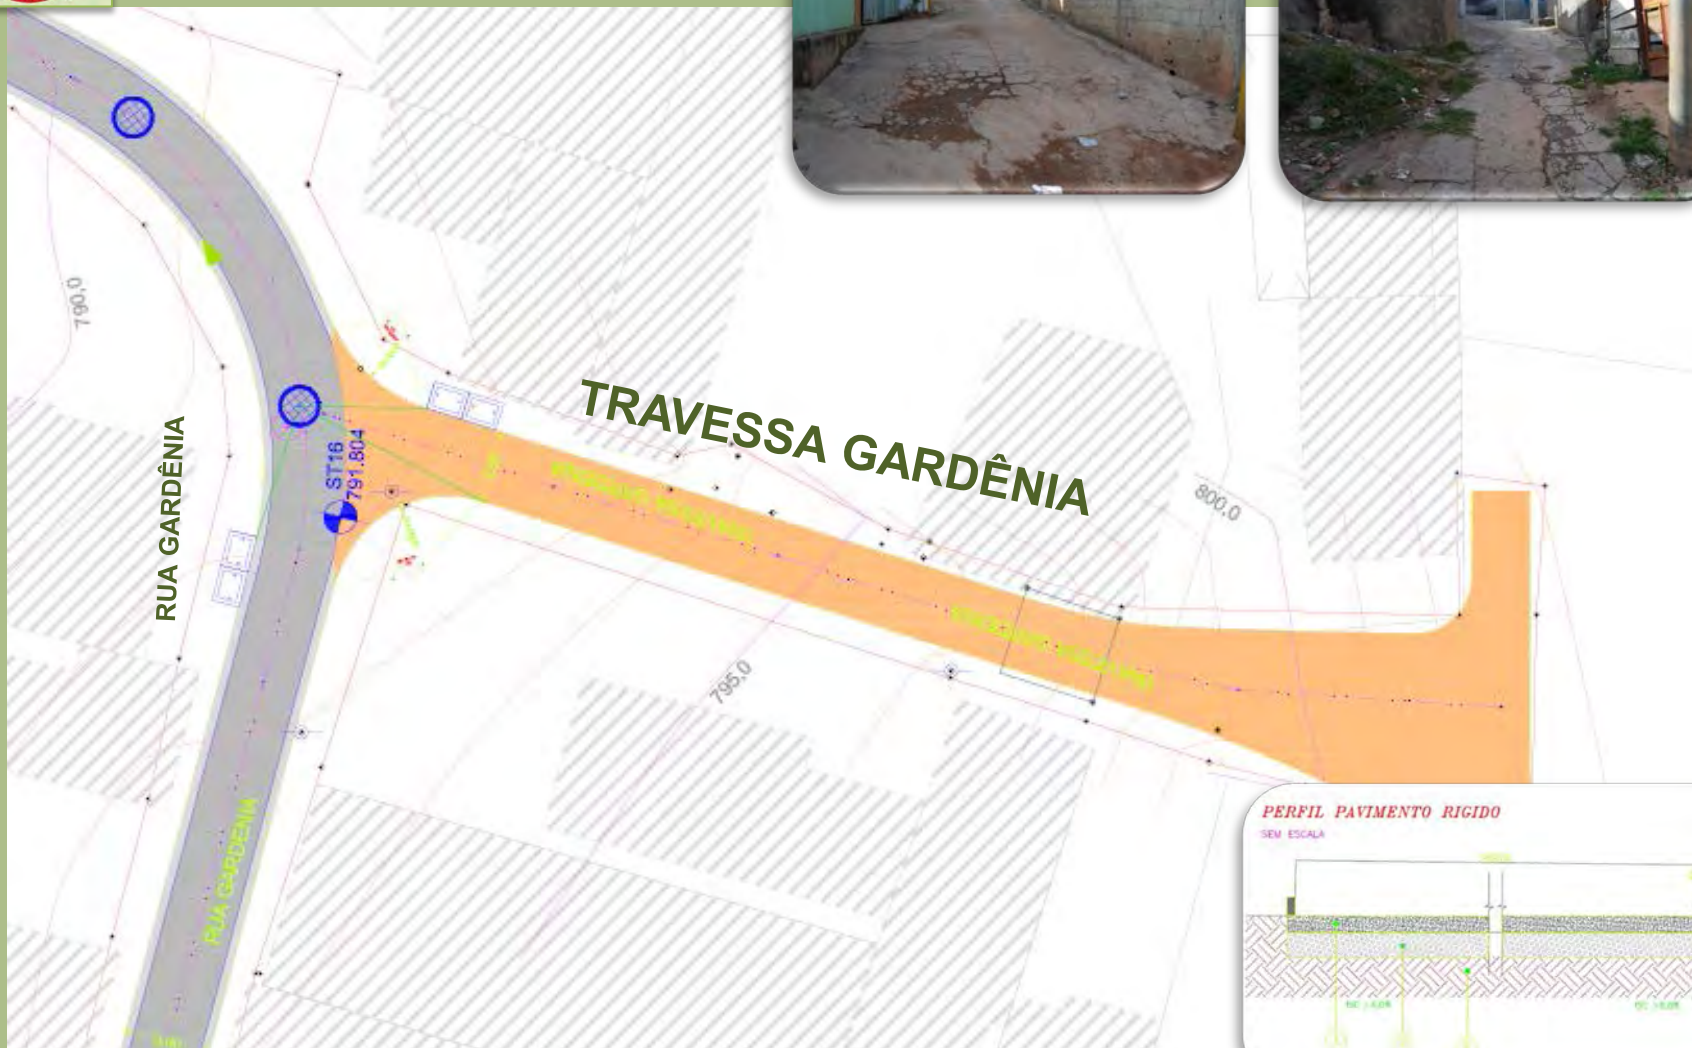 790,0
TRAVESSA GARDÊNIA
RUA GARDÊNIA
ST16
791.804
800,0
795,0
RUA GARDENIA
PERFIL PAVIMENTO RIGIDO
SEM ESCALA